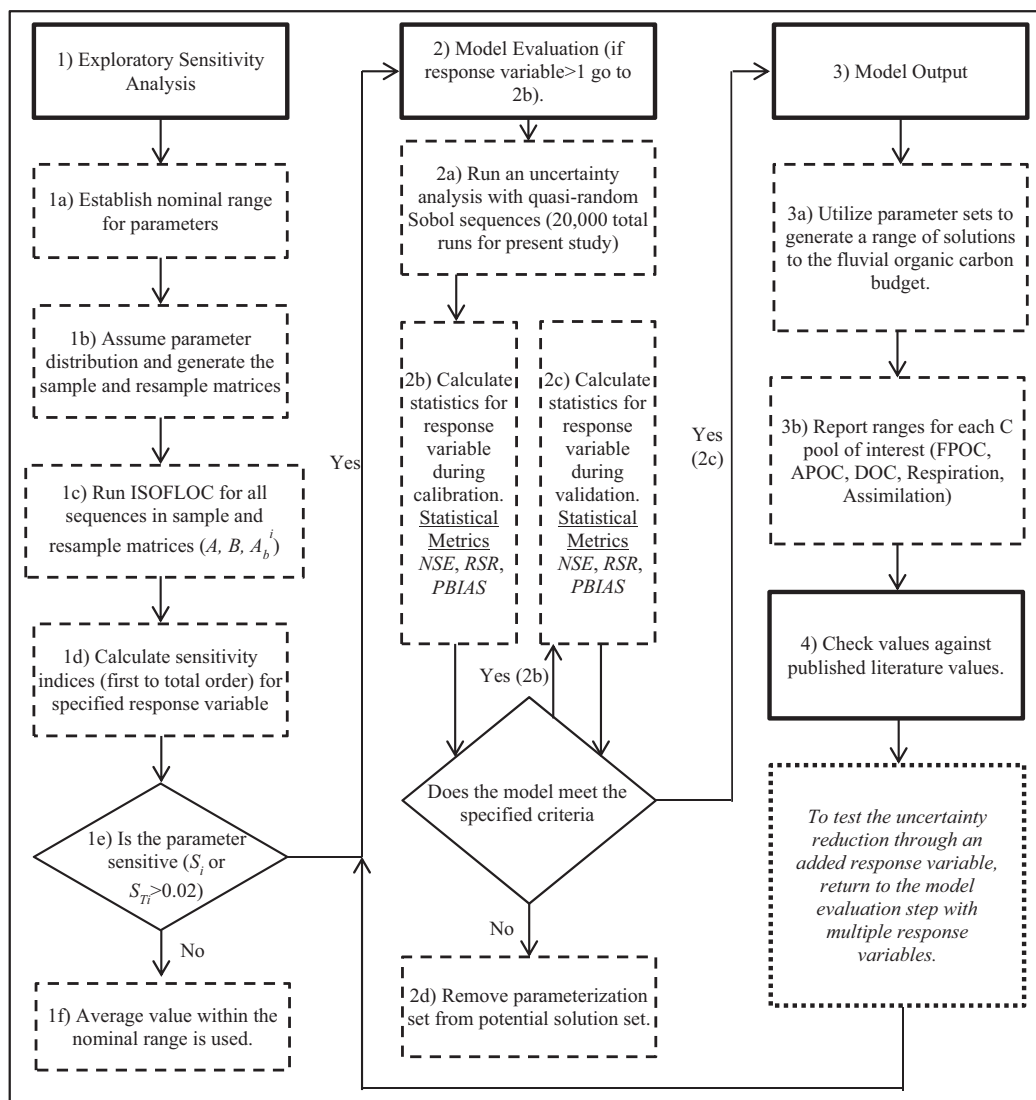 1) Exploratory Sensitivity
Analysis
1a) Establish nominal range
for parameters
1b) Assume parameter
distribution and generate the
sample and resample matrices
1c) Run ISOFLOC for all
sequences in sample and
resample matrices (A, B, A_b^i)
1d) Calculate sensitivity
indices (first to total order) for
specified response variable
1e) Is the parameter
sensitive (S_i or
S_Ti>0.02)
No
1f) Average value within the
nominal range is used.
Yes
2) Model Evaluation (if
response variable>1 go to
2b).
2a) Run an uncertainty
analysis with quasi-random
Sobol sequences (20,000 total
runs for present study)
2b) Calculate
statistics for
response
variable
during
calibration.
Statistical
Metrics
NSE, RSR,
PBIAS
2c) Calculate
statistics for
response
variable
during
validation.
Statistical
Metrics
NSE, RSR,
PBIAS
Yes (2b)
Does the model meet the
specified criteria
No
2d) Remove parameterization
set from potential solution set.
Yes
(2c)
3) Model Output
3a) Utilize parameter sets to
generate a range of solutions
to the fluvial organic carbon
budget.
3b) Report ranges for each C
pool of interest (FPOC,
APOC, DOC, Respiration,
Assimilation)
4) Check values against
published literature values.
To test the uncertainty
reduction through an
added response variable,
return to the model
evaluation step with
multiple response
variables.